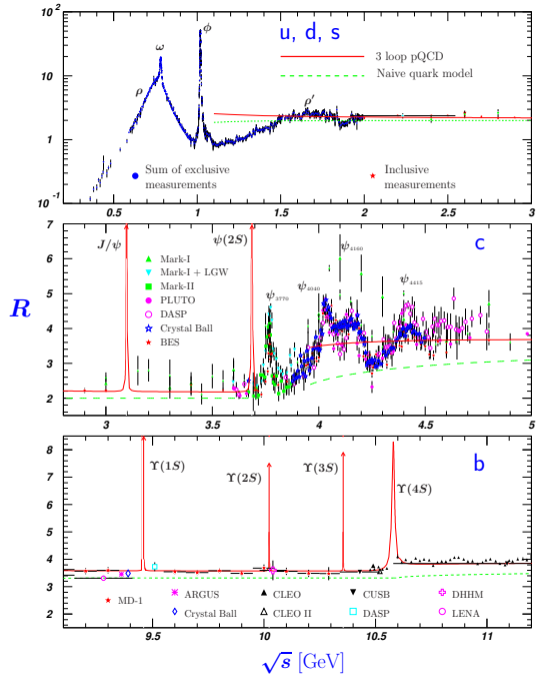 u, d, s
ϕ
ω
ρ
ρ′
3 loop pQCD
Naive quark model
Sum of exclusive
measurements
Inclusive
measurements
10²
10
1
10⁻¹
0.5 1 1.5 2 2.5 3
c
J/ψ
ψ(2S)
ψ3770
ψ4040
ψ4160
ψ4415
Mark-I
Mark-I + LGW
Mark-II
PLUTO
DASP
Crystal Ball
BES
R
7
6
5
4
3
2
3 3.5 4 4.5 5
b
ϒ(1S)
ϒ(2S)
ϒ(3S)
ϒ(4S)
8
7
6
5
4
3
2
MD-1
ARGUS
CLEO
CUSB
DHHM
Crystal Ball
CLEO II
DASP
LENA
9.5 10 10.5 11
√s [GeV]